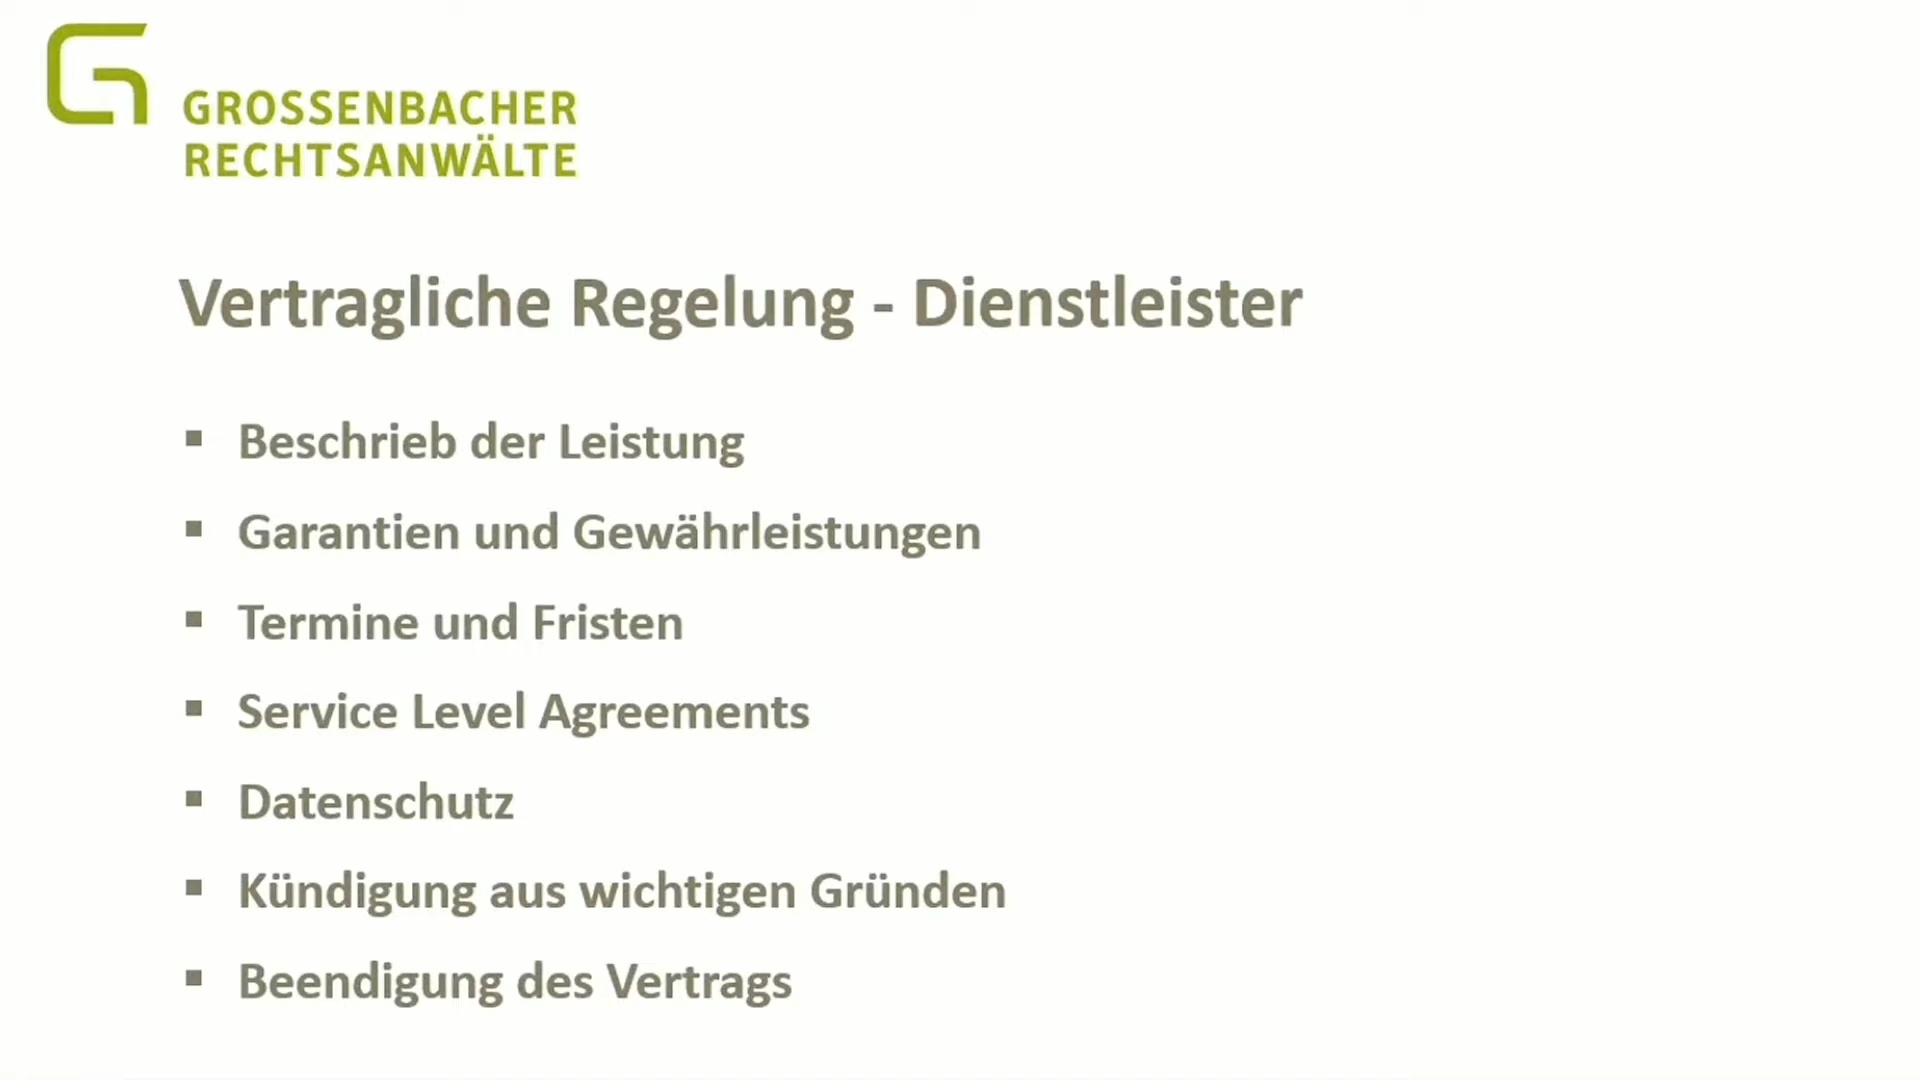 GROSSENBACHER
RECHTSANWÄLTE
Vertragliche Regelung - Dienstleister
▪ Beschrieb der Leistung
▪ Garantien und Gewährleistungen
▪ Termine und Fristen
▪ Service Level Agreements
▪ Datenschutz
▪ Kündigung aus wichtigen Gründen
▪ Beendigung des Vertrags